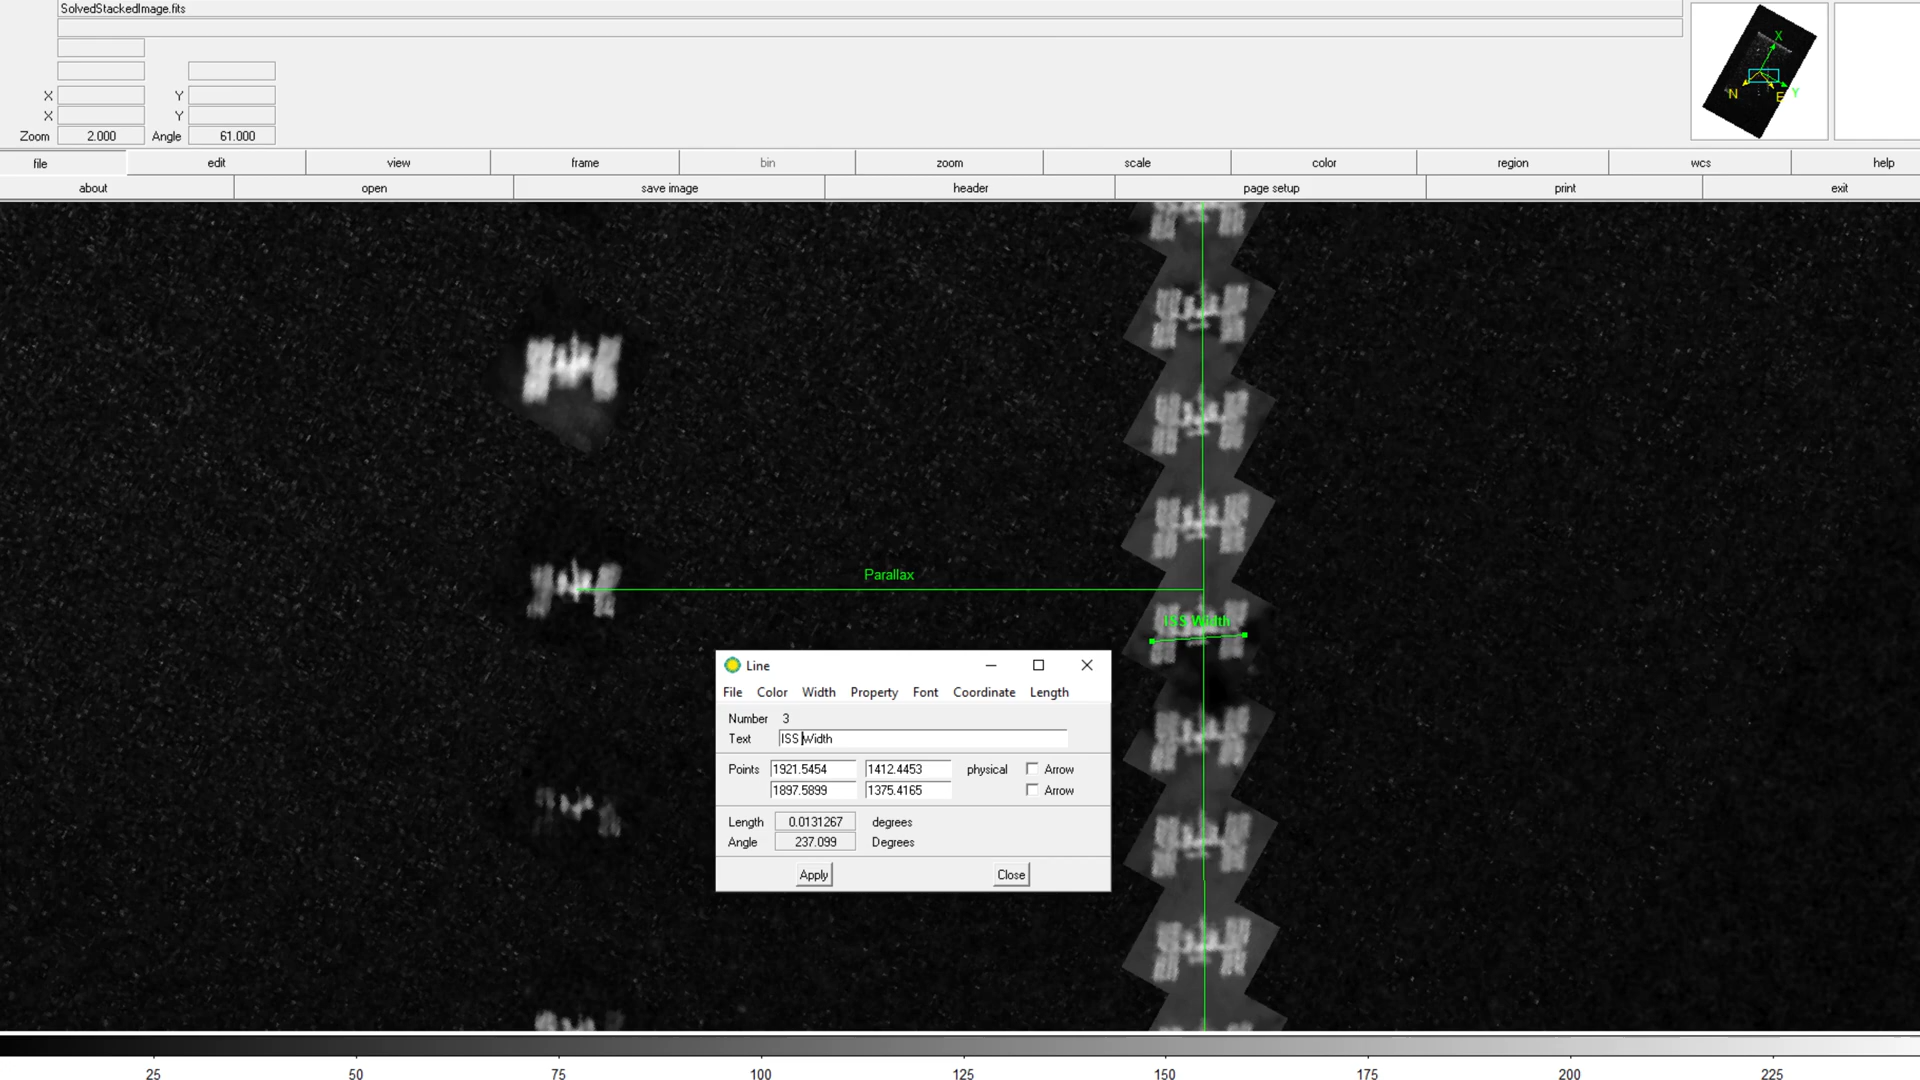 SolvedStackedImage.fits
X Y
X Y
Zoom 2.000 Angle 61.000
X
N E Y
file edit view frame bin zoom scale color region wcs help
about open save image header page setup print exit
Parallax
ISS Width
Line
File Color Width Property Font Coordinate Length
Number 3
Text ISS Width
Points 1921.5454 1412.4453 physical Arrow
1897.5899 1375.4165 Arrow
Length 0.0131267 degrees
Angle 237.099 Degrees
Apply Close
25 50 75 100 125 150 175 200 225